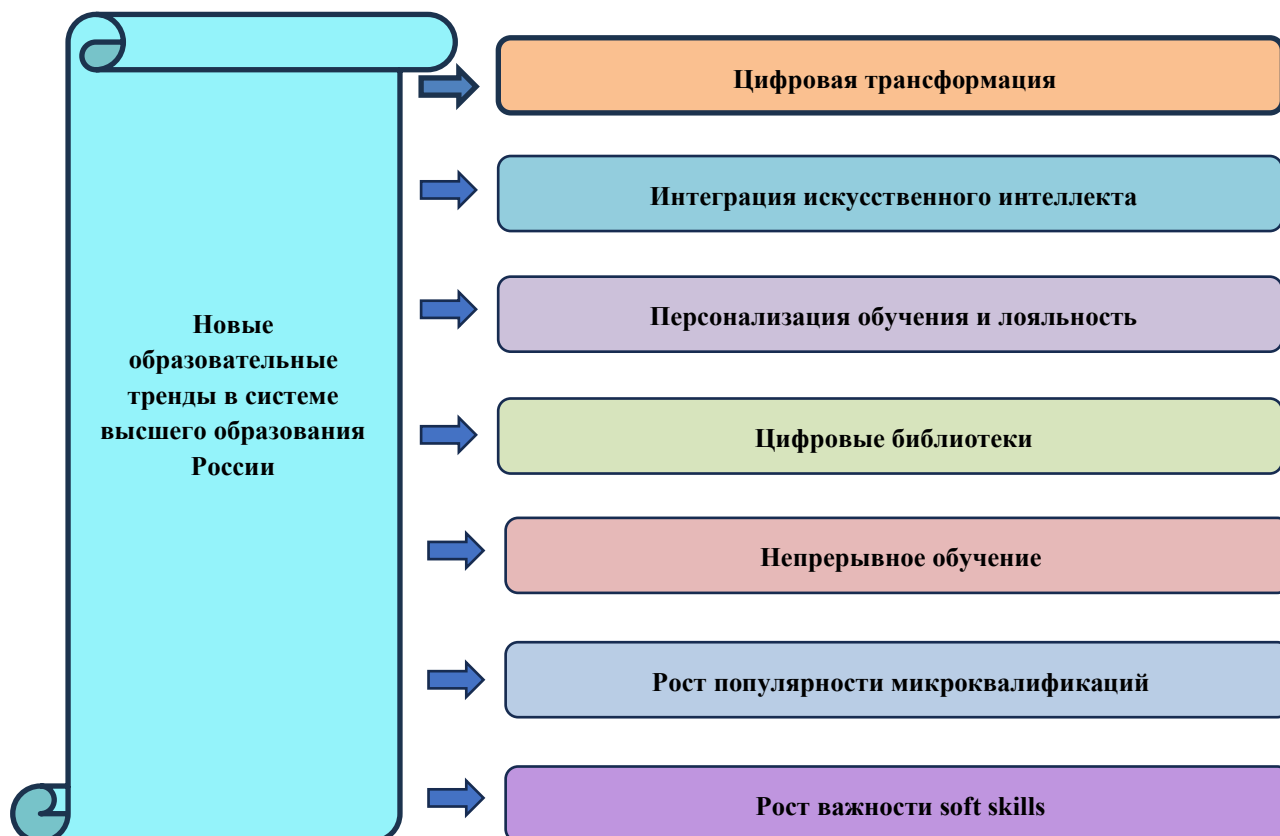 Новые
образовательные
тренды в системе
высшего образования
России
Цифровая трансформация
Интеграция искусственного интеллекта
Персонализация обучения и лояльность
Цифровые библиотеки
Непрерывное обучение
Рост популярности микроквалификаций
Рост важности soft skills